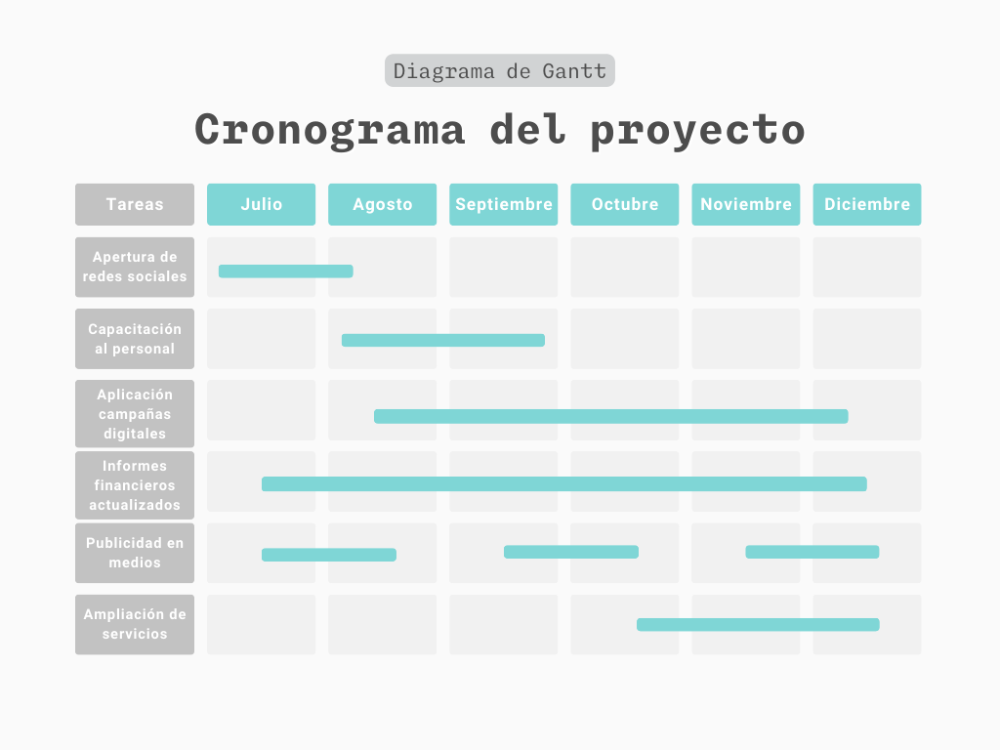 Diagrama de Gantt
Cronograma del proyecto
Tareas Julio Agosto Septiembre Octubre Noviembre Diciembre
Apertura de
redes sociales
Capacitación
al personal
Aplicación
campañas
digitales
Informes
financieros
actualizados
Publicidad en
medios
Ampliación de
servicios